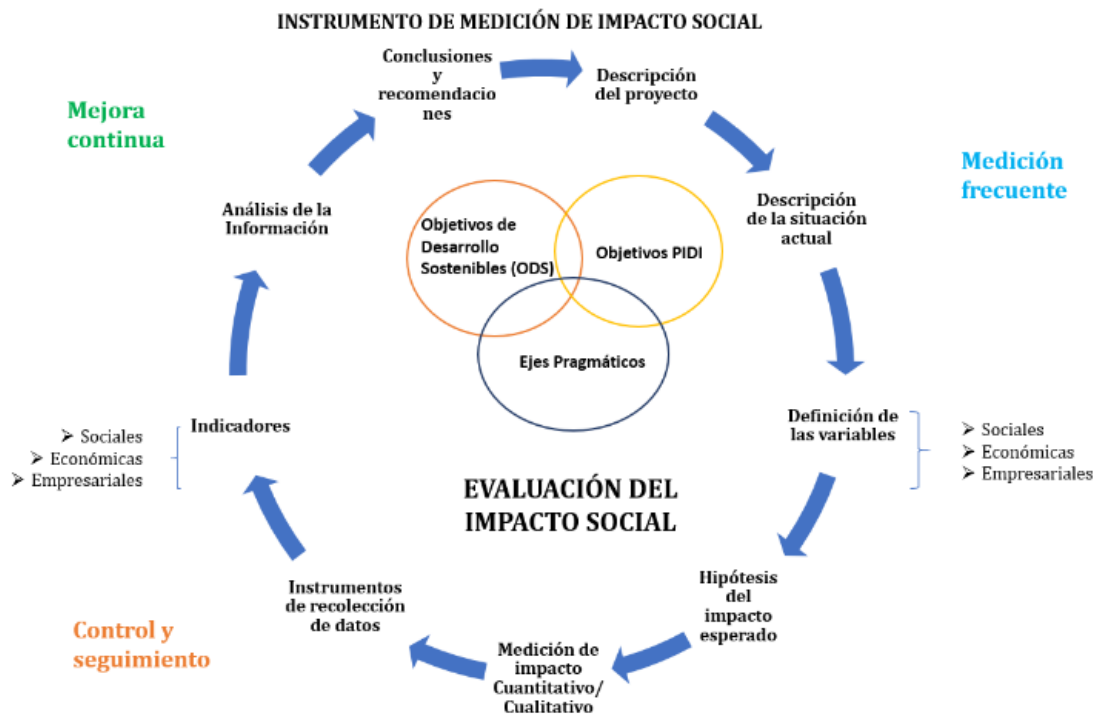 INSTRUMENTO DE MEDICIÓN DE IMPACTO SOCIAL
Conclusiones
y
recomendacio
nes
Descripción
del proyecto
Mejora
continua
Medición
frecuente
Análisis de la
Información
Descripción
de la situación
actual
Objetivos de
Desarrollo
Sostenibles (ODS)
Objetivos PIDI
Ejes Pragmáticos
Indicadores
➢ Sociales
➢ Económicas
➢ Empresariales
Definición de
las variables
➢ Sociales
➢ Económicas
➢ Empresariales
EVALUACIÓN DEL
IMPACTO SOCIAL
Instrumentos
de recolección
de datos
Hipótesis
del
impacto
esperado
Control y
seguimiento
Medición de
impacto
Cuantitativo/
Cualitativo